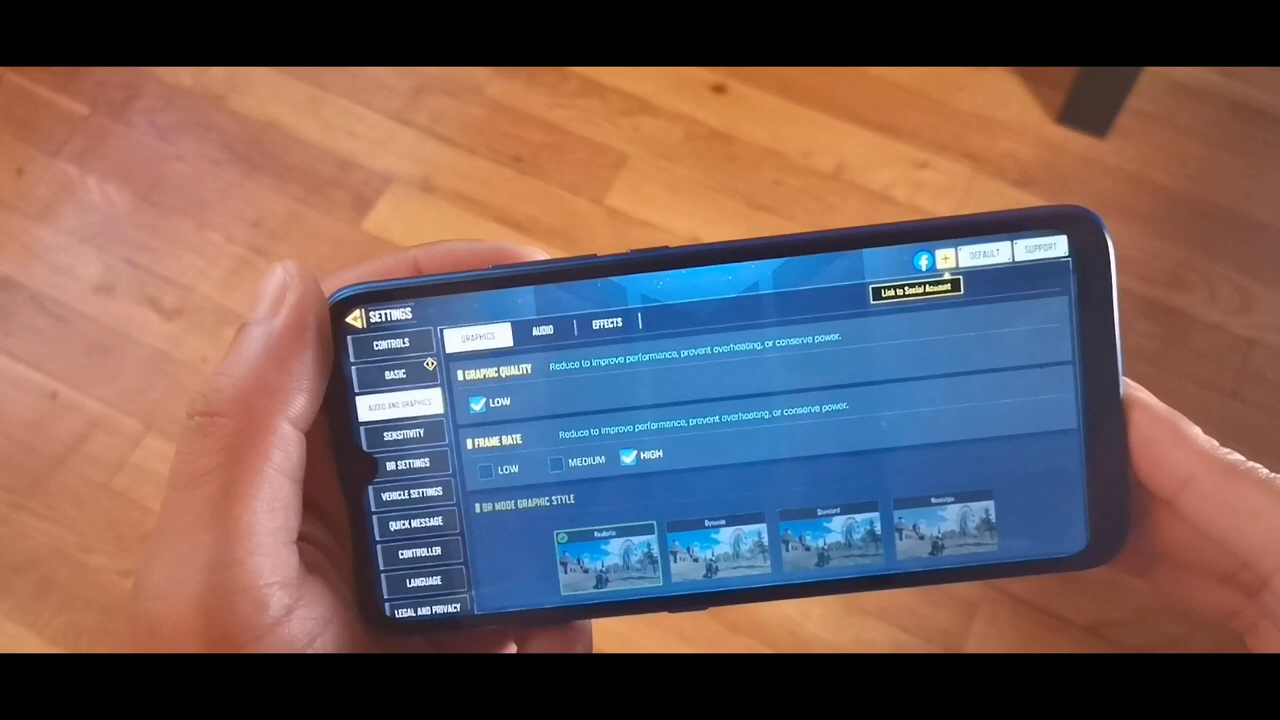 SETTINGS
DEFAULT
SUPPORT
Link to Social Account
CONTROLS
BASIC
AUDIO AND GRAPHICS
SENSITIVITY
BR SETTINGS
VEHICLE SETTINGS
QUICK MESSAGE
CONTROLLER
LANGUAGE
LEGAL AND PRIVACY
GRAPHICS
AUDIO
EFFECTS
GRAPHIC QUALITY Reduce to improve performance, prevent overheating, or conserve power.
LOW
FRAME RATE Reduce to improve performance, prevent overheating, or conserve power.
LOW MEDIUM HIGH
BR MODE GRAPHIC STYLE
Realistic Dynamic Standard Nostalgic